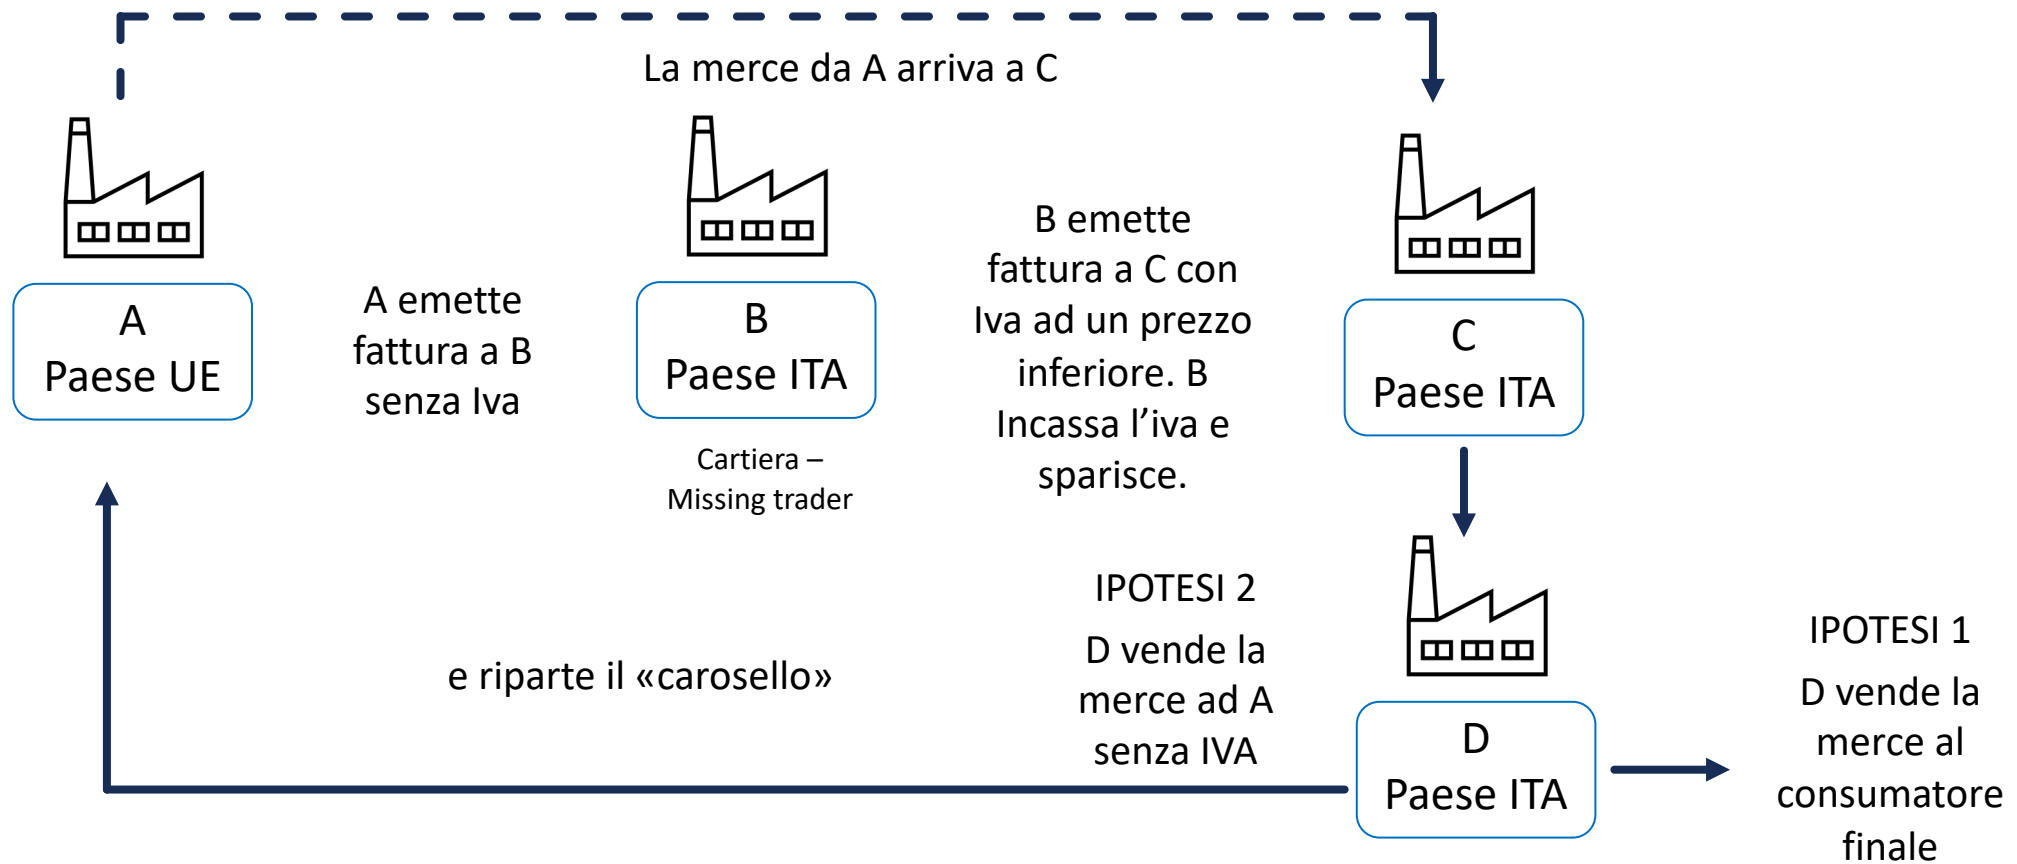 La merce da A arriva a C
A
Paese UE
A emette
fattura a B
senza Iva
B
Paese ITA
Cartiera –
Missing trader
B emette
fattura a C con
Iva ad un prezzo
inferiore. B
Incassa l’iva e
sparisce.
C
Paese ITA
e riparte il «carosello»
IPOTESI 2
D vende la
merce ad A
senza IVA
D
Paese ITA
IPOTESI 1
D vende la
merce al
consumatore
finale